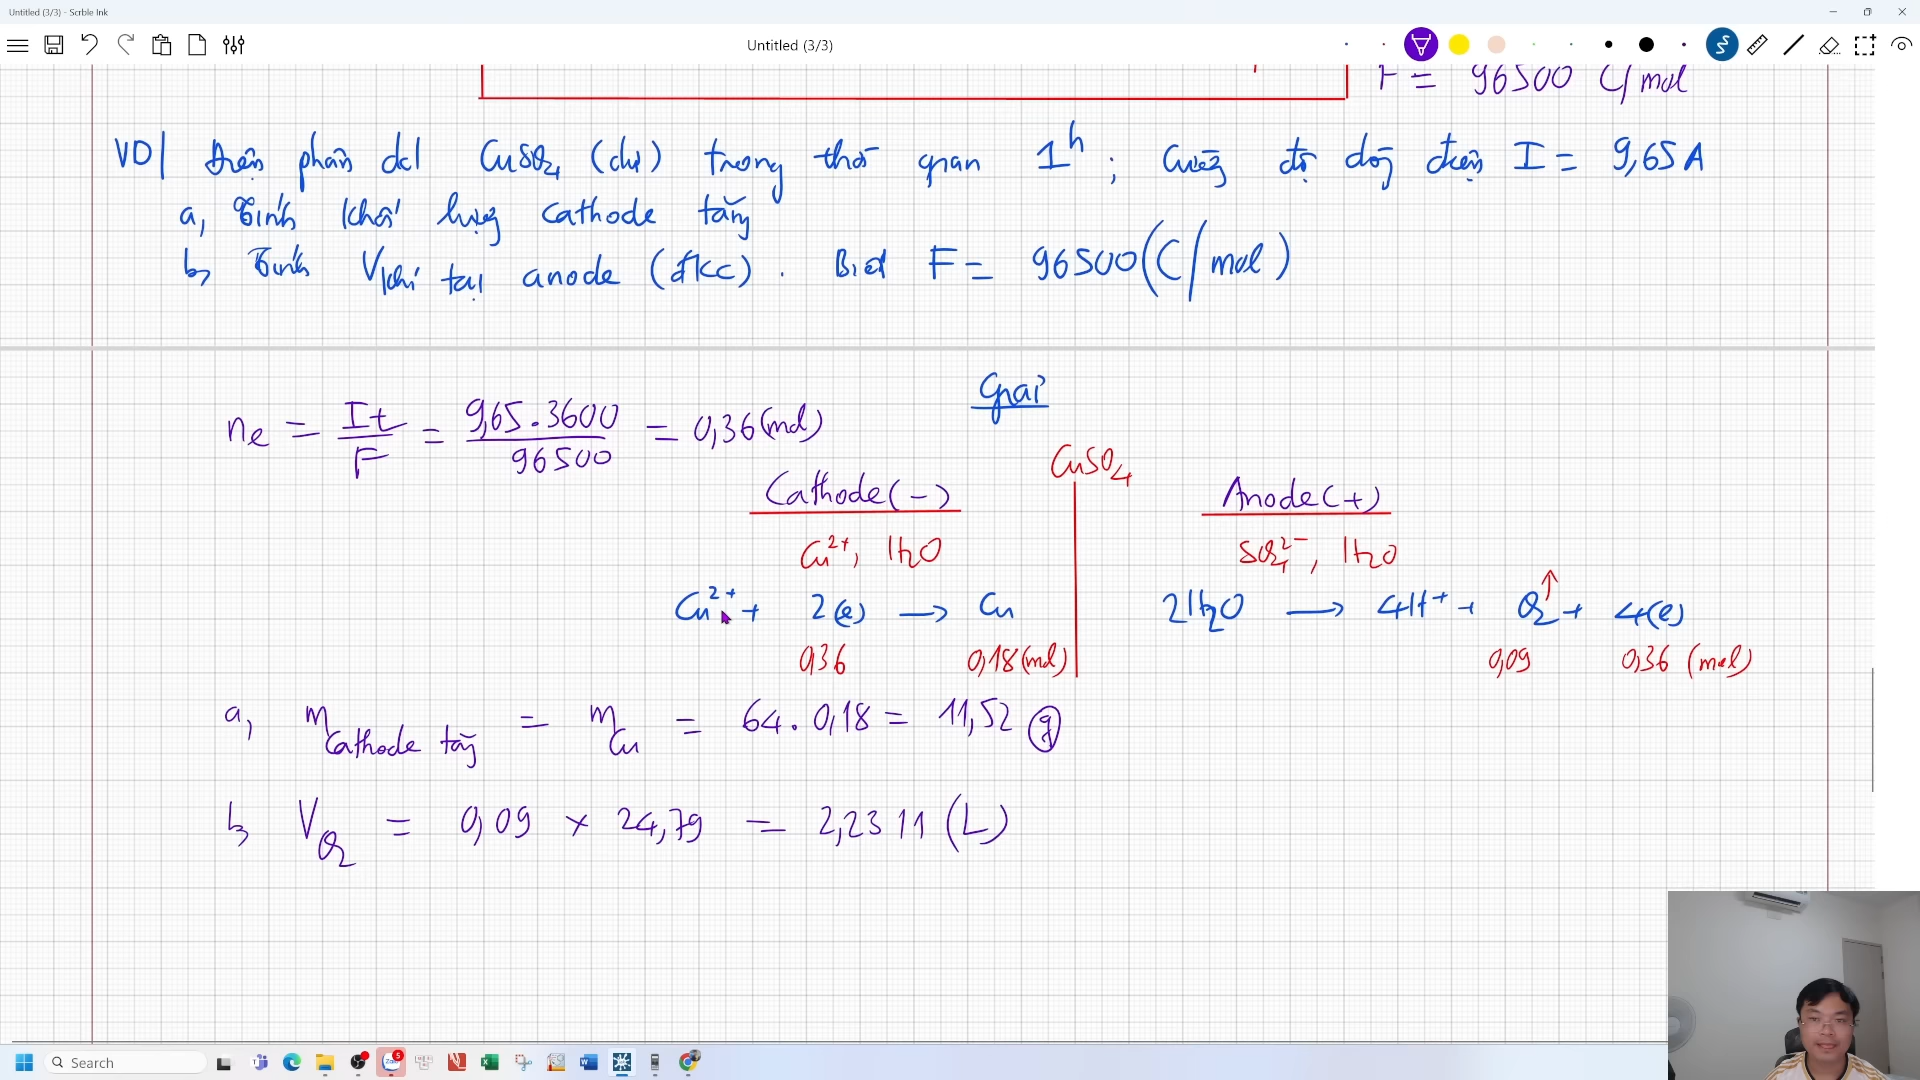 Untitled (3/3) - Scrble Ink
Untitled (3/3)
F = 96500 C/mol
VD| Điện phân dd CuSO4 (dư) trong thời gian 1h ; Cường độ dòng điện I = 9,65A
a, Tính khối lượng cathode tăng
b, Tính Vkhí tại anode (đkc) . Biết F = 96500 (C/mol)
Giải
ne = It/F = 9,65.3600/96500 = 0,36 (mol)
CuSO4
Cathode (-) Anode (+)
Cu2+, H2O SO42-, H2O
Cu2+ + 2(e) → Cu 2H2O → 4H+ + O2↑ + 4(e)
0,36 0,18 (mol) 0,09 0,36 (mol)
a, mCathode tăng = mCu = 64 . 0,18 = 11,52 g
b, VO2 = 0,09 × 24,79 = 2,2311 (L)
Search